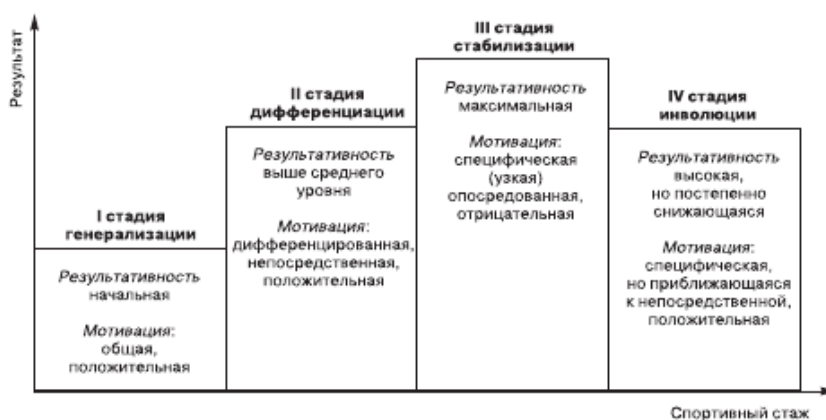 Результат
I стадия
генерализации
Результативность
начальная
Мотивация:
общая,
положительная
II стадия
дифференциации
Результативность
выше среднего
уровня
Мотивация:
дифференцированная,
непосредственная,
положительная
III стадия
стабилизации
Результативность
максимальная
Мотивация:
специфическая
(узкая)
опосредованная,
отрицательная
IV стадия
инволюции
Результативность
высокая,
но постепенно
снижающаяся
Мотивация:
специфическая,
но приближающаяся
к непосредственной,
положительная
Спортивный стаж